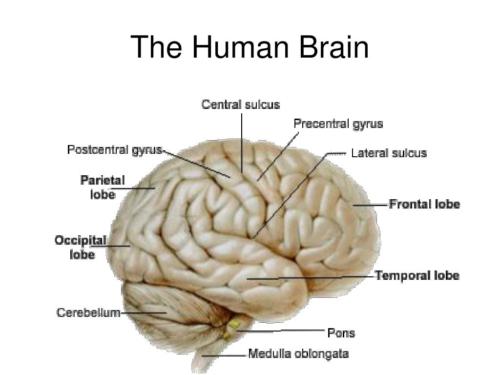 The Human Brain
Central sulcus
Precentral gyrus
Postcentral gyrus
Lateral sulcus
Parietal
lobe
Frontal lobe
Occipital
lobe
Temporal lobe
Cerebellum
Pons
Medulla oblongata